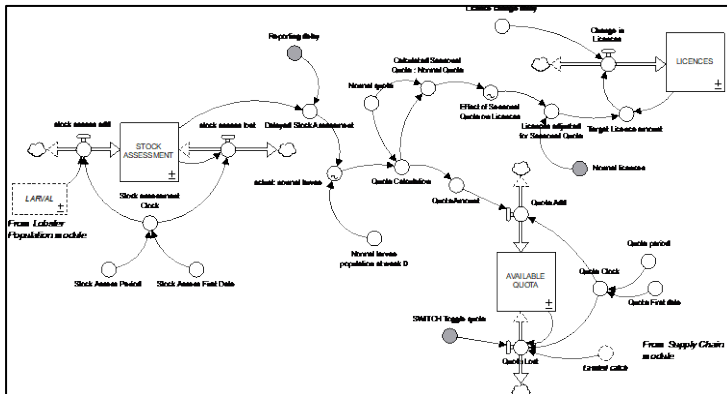 Licence change delay
Reporting delay
Change in
Licences
LICENCES
Calculated Seasonal
Quota : Normal Quota
Normal quota
stock assess add
stock assess lost
STOCK
ASSESSMENT
Delayed Stock Assessment
Effect of Seasonal
Quota on Licences
Licences adjusted
for Seasonal Quota
Target Licence amount
LARVAL
actual: normal larvae
Quota Calculation
Normal licences
Stock assessment
Clock
Quota Amount
Quota Add
From Lobster
Population module
Normal larvae
population at week 0
Quota period
AVAILABLE
QUOTA
Quota Clock
Stock Assess Period
Stock Assess First Date
Quota First date
SWITCH Toggle quota
From Supply Chain
module
Quota Lost
catch